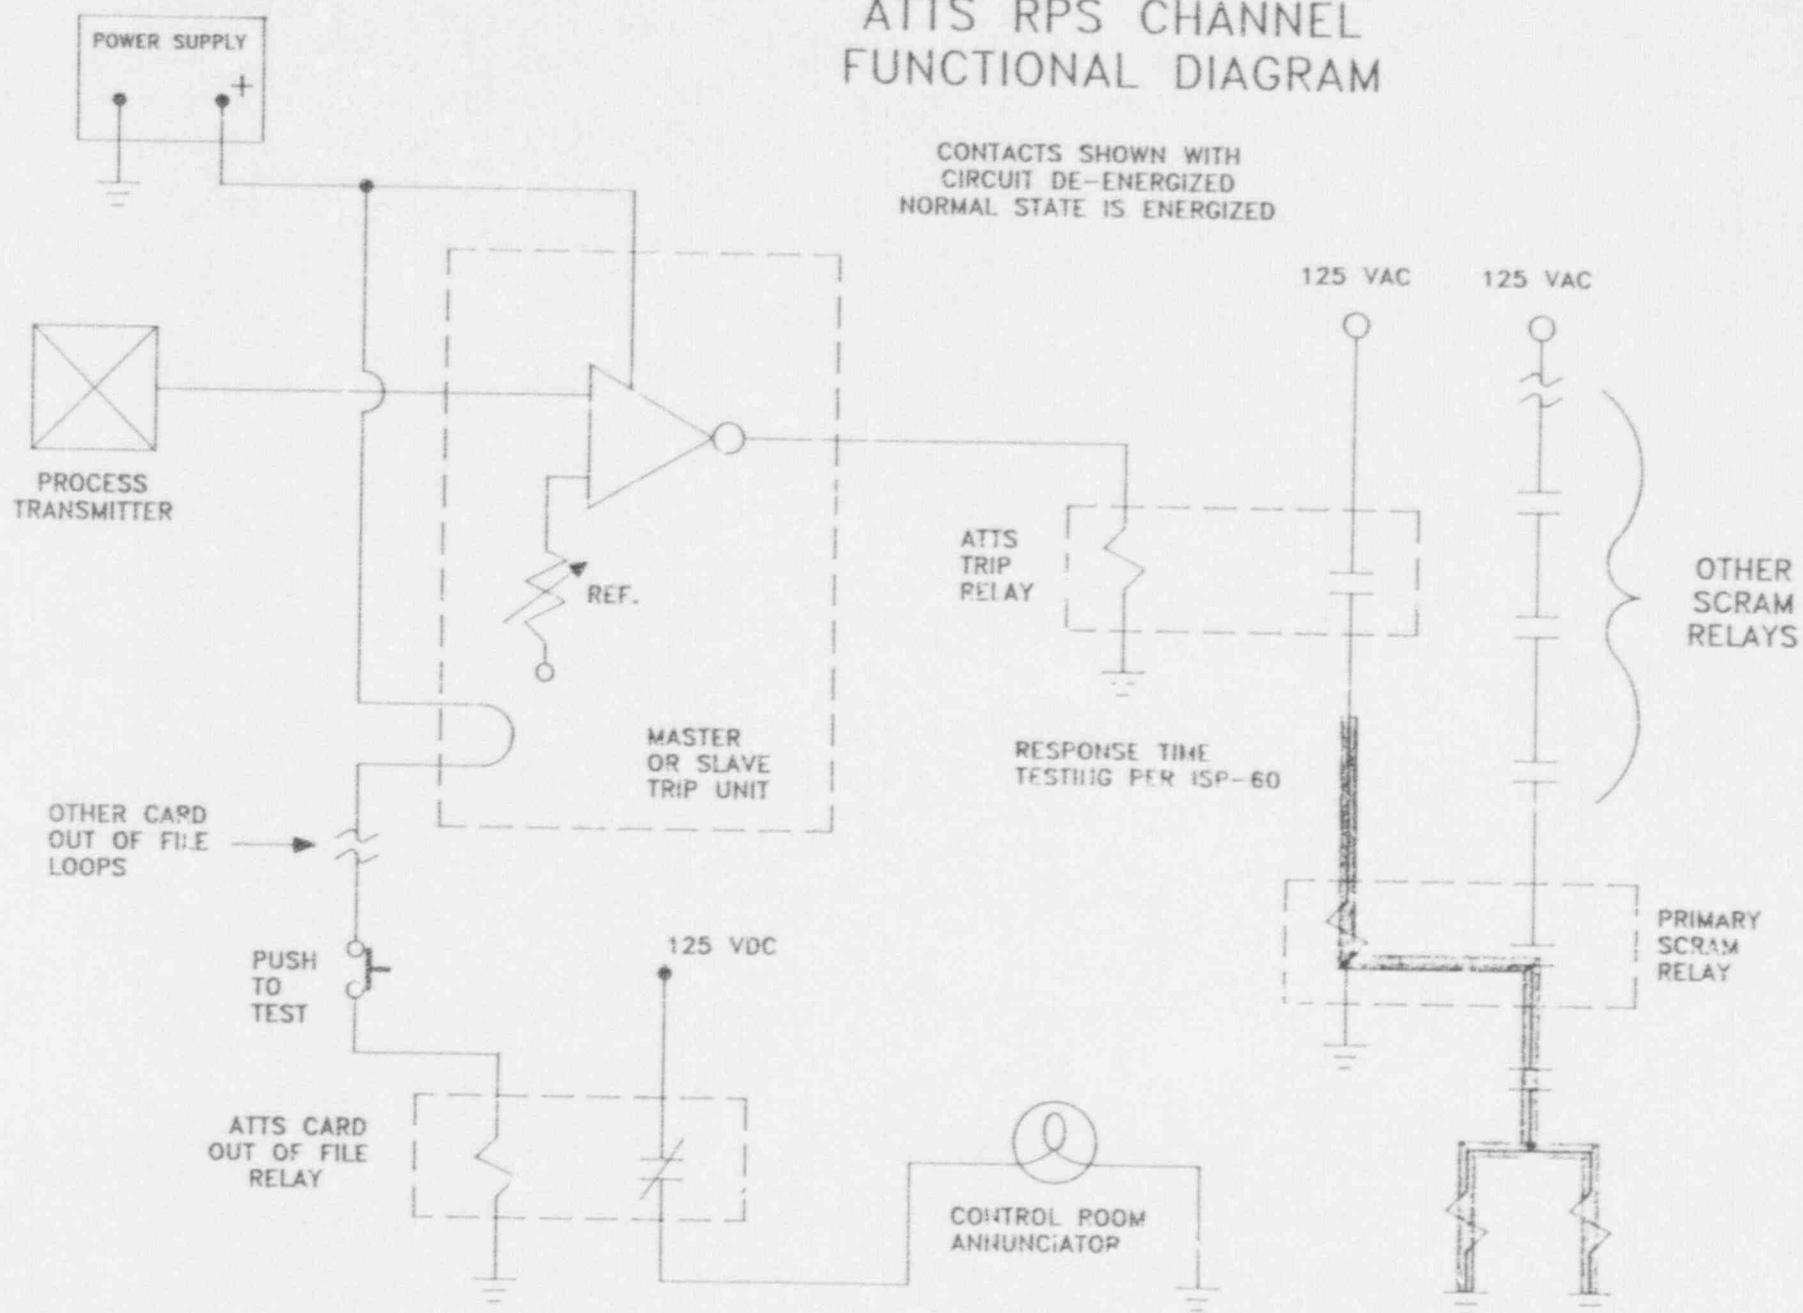 ATTS RPS CHANNEL
FUNCTIONAL DIAGRAM
POWER SUPPLY
+
CONTACTS SHOWN WITH
CIRCUIT DE-ENERGIZED
NORMAL STATE IS ENERGIZED
125 VAC
125 VAC
PROCESS
TRANSMITTER
REF.
ATTS
TRIP
RELAY
OTHER
SCRAM
RELAYS
MASTER
OR SLAVE
TRIP UNIT
RESPONSE TIME
TESTING PER ISP-60
OTHER CARD
OUT OF FILE
LOOPS
PUSH
TO
TEST
125 VDC
PRIMARY
SCRAM
RELAY
ATTS CARD
OUT OF FILE
RELAY
CONTROL ROOM
ANNUNCIATOR